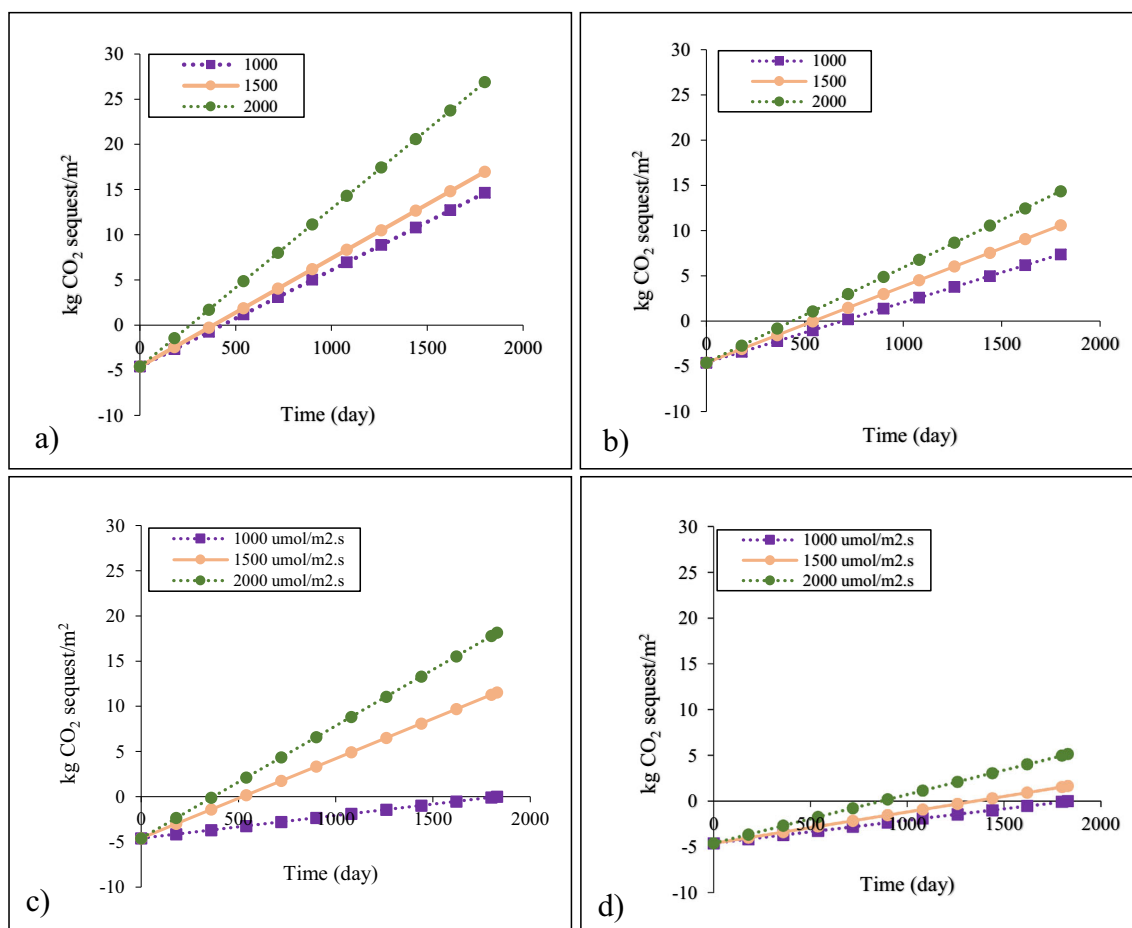 30
25
20
15
10
5
0
-5
-10
0 500 1000 1500 2000
1000
1500
2000
kg CO₂ sequest/m²
Time (day)
a)
30
25
20
15
10
5
0
-5
-10
0 500 1000 1500 2000
1000
1500
2000
kg CO₂ sequest/m²
Time (day)
b)
30
25
20
15
10
5
0
-5
-10
0 500 1000 1500 2000
1000 umol/m2.s
1500 umol/m2.s
2000 umol/m2.s
kg CO₂ sequest/m²
Time (day)
c)
30
25
20
15
10
5
0
-5
-10
0 500 1000 1500 2000
1000 umol/m2.s
1500 umol/m2.s
2000 umol/m2.s
kg CO₂ sequest/m²
Time (day)
d)